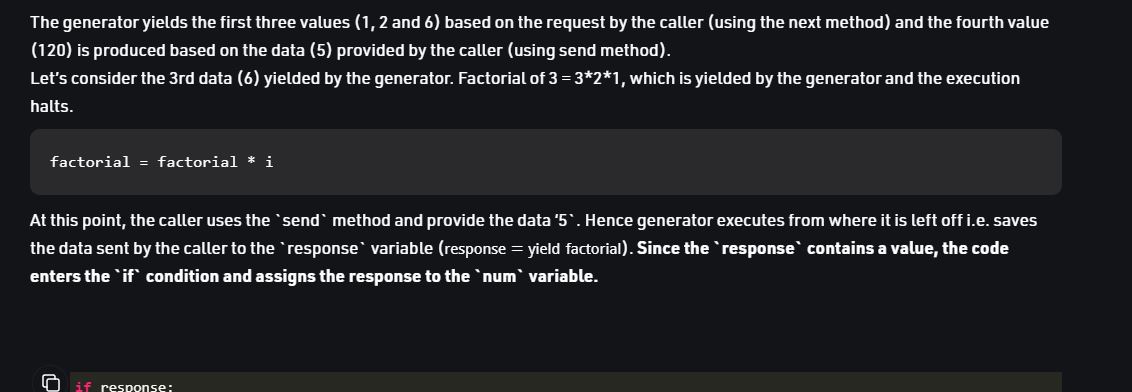 The generator yields the first three values (1, 2 and 6) based on the request by the caller (using the next method) and the fourth value
(120) is produced based on the data (5) provided by the caller (using send method).
Let's consider the 3rd data (6) yielded by the generator. Factorial of 3 = 3*2*1, which is yielded by the generator and the execution
halts.
factorial = factorial * i
At this point, the caller uses the `send` method and provide the data '5`. Hence generator executes from where it is left off i.e. saves
the data sent by the caller to the `response` variable (response = yield factorial). Since the `response` contains a value, the code
enters the `if` condition and assigns the response to the `num` variable.
if response: